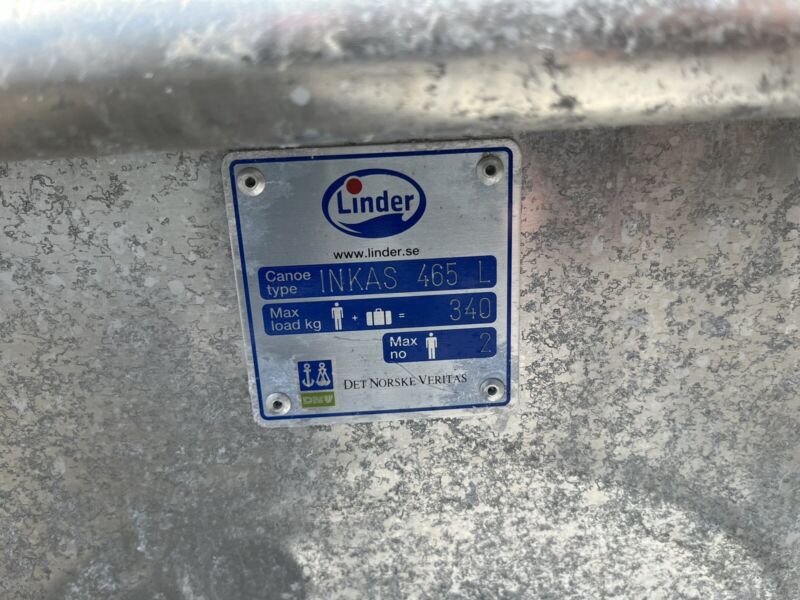 Linder
www.linder.se
Canoe type INKAS 465 L
Max load kg + = 340
Max no 2
DNV DET NORSKE VERITAS